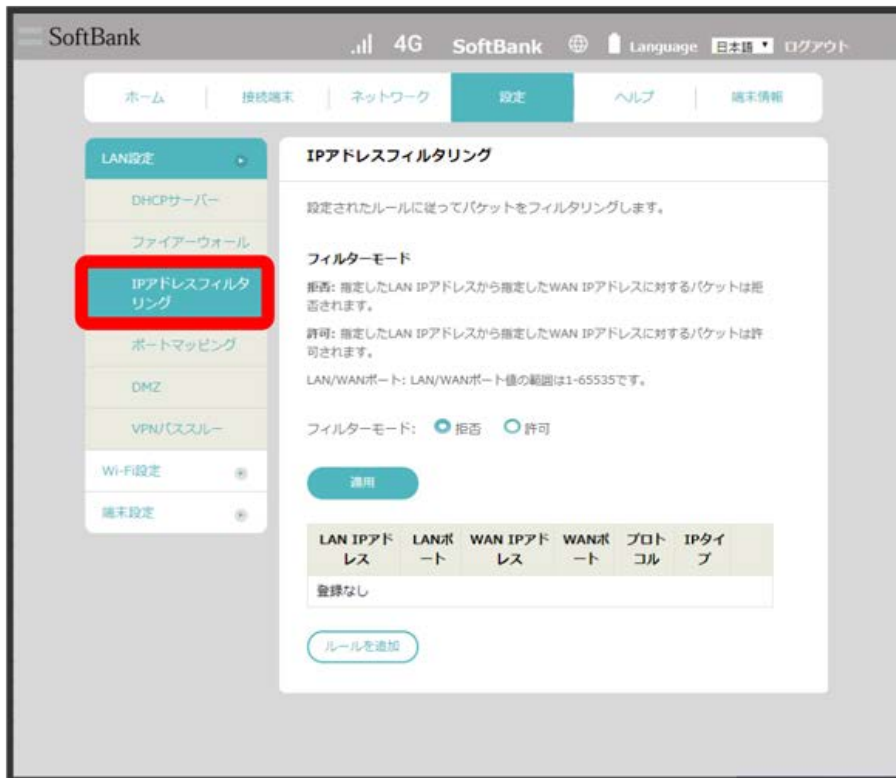 SoftBank
4G SoftBank Language 日本語 ログアウト
ホーム 接続端末 ネットワーク 設定 ヘルプ 端末情報
LAN設定
DHCPサーバー
ファイアーウォール
IPアドレスフィルタ
リング
ポートマッピング
DMZ
VPNパススルー
Wi-Fi設定
端末設定
IPアドレスフィルタリング
設定されたルールに従ってパケットをフィルタリングします。
フィルターモード
拒否: 指定したLAN IPアドレスから指定したWAN IPアドレスに対するパケットは拒
否されます。
許可: 指定したLAN IPアドレスから指定したWAN IPアドレスに対するパケットは許
可されます。
LAN/WANポート: LAN/WANポート値の範囲は1-65535です。
フィルターモード: 拒否 許可
適用
LAN IPアド LANポ WAN IPアド WANポ プロト IPタイ
レス ート レス ート コル プ
登録なし
ルールを追加